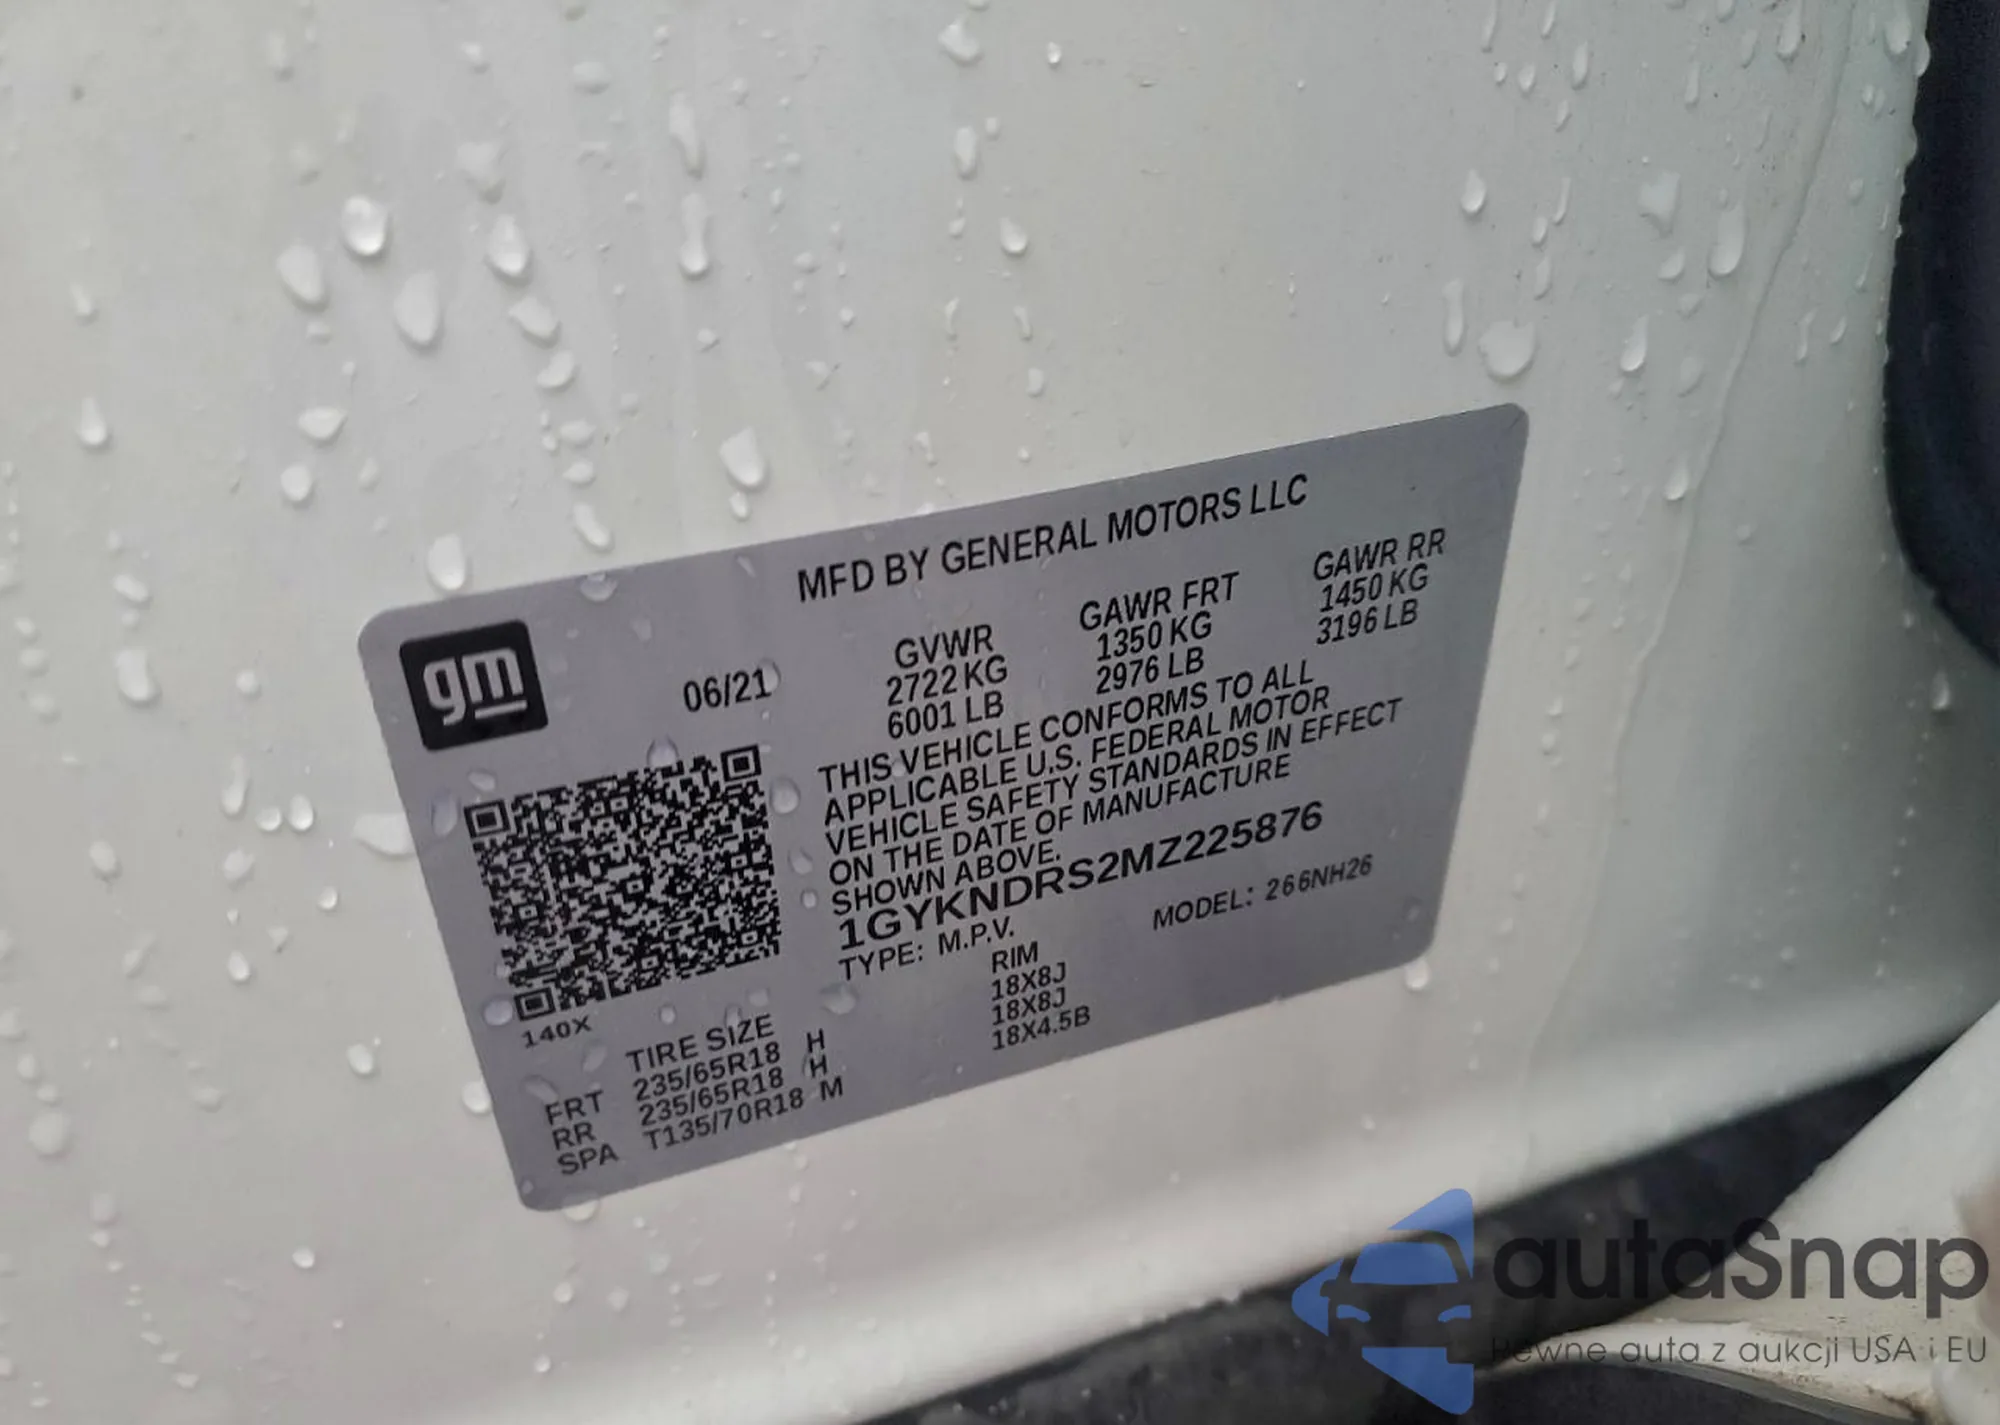 MFD BY GENERAL MOTORS LLC
gm
06/21
GVWR GAWR FRT GAWR RR
2722 KG 1350 KG 1450 KG
6001 LB 2976 LB 3196 LB
THIS VEHICLE CONFORMS TO ALL
APPLICABLE U.S. FEDERAL MOTOR
VEHICLE SAFETY STANDARDS IN EFFECT
ON THE DATE OF MANUFACTURE
SHOWN ABOVE.
1GYKNDRS2MZ225876
TYPE: M.P.V. MODEL: 266NH26
140X
TIRE SIZE RIM
FRT 235/65R18 H 18X8J
RR 235/65R18 H 18X8J
SPA T135/70R18 M 18X4.5B
autaSnap
Pewne auta z aukcji USA i EU